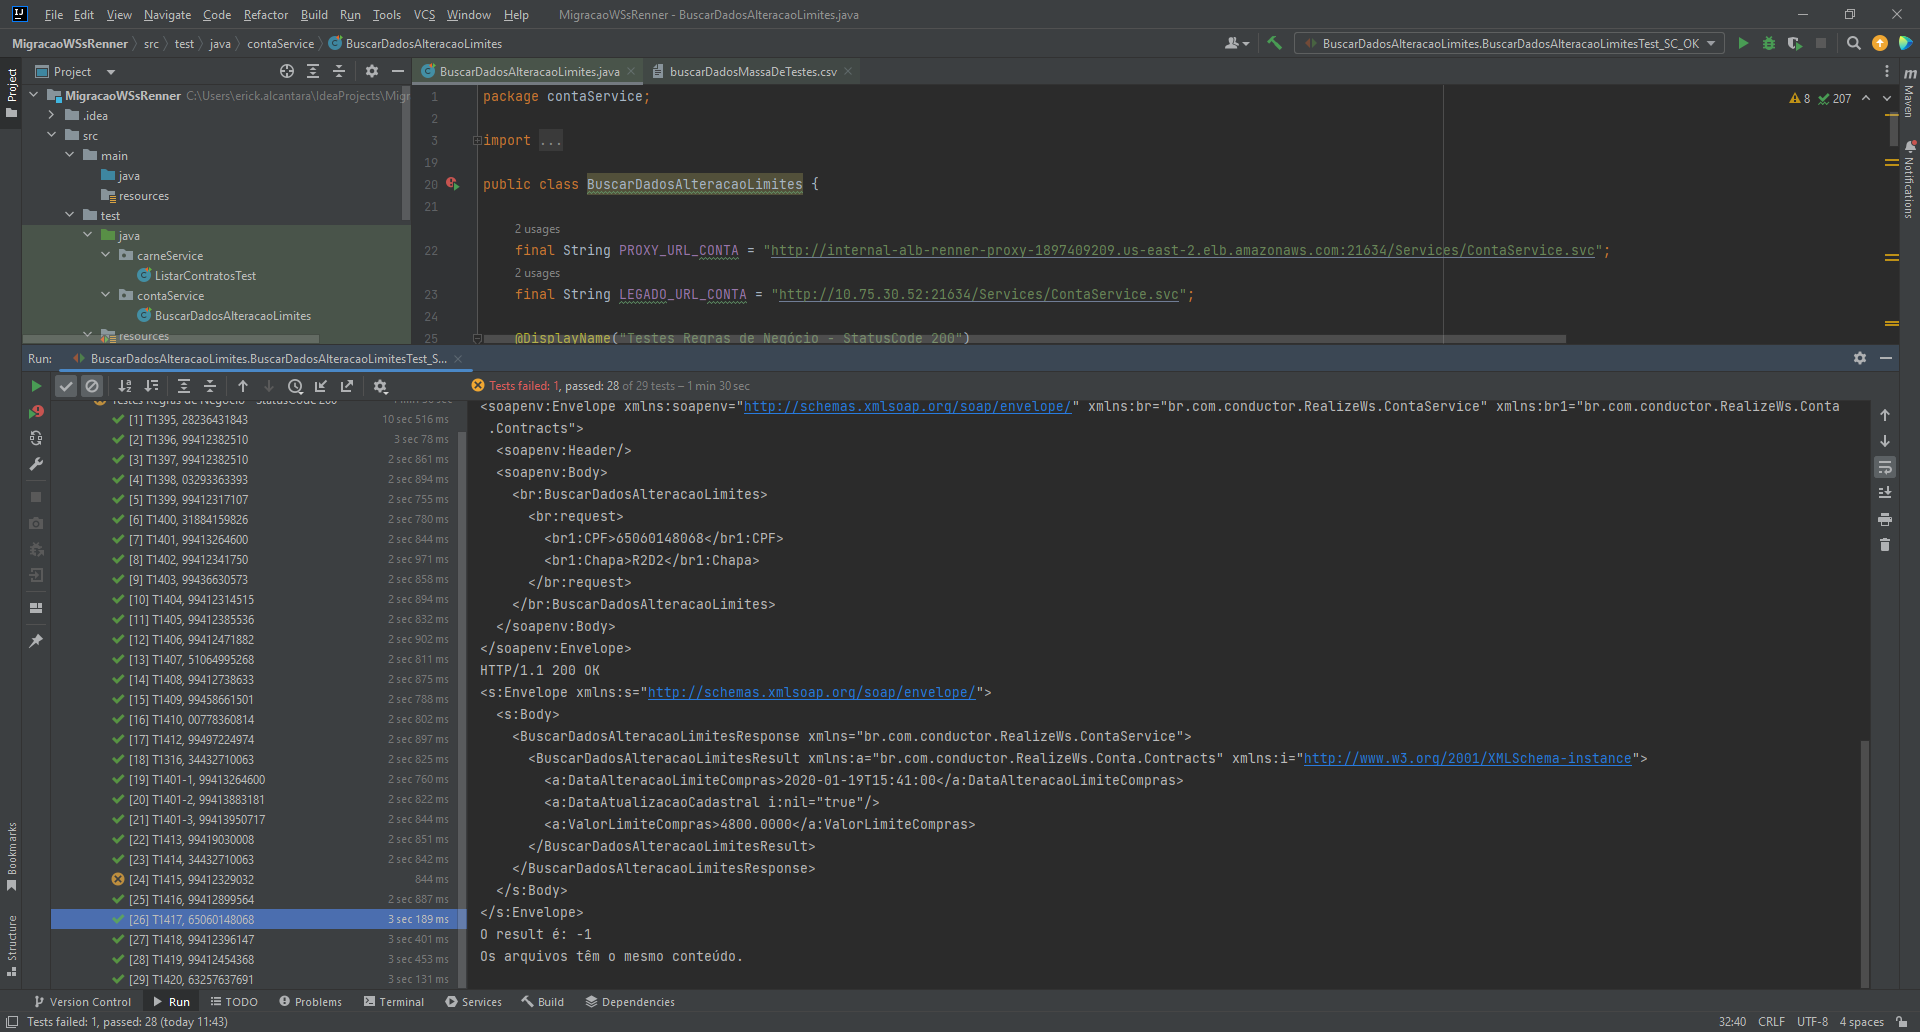 File Edit View Navigate Code Refactor Build Run Tools VCS Window Help MigracaoWSsRenner - BuscarDadosAlteracaoLimites.java
MigracaoWSsRenner src test java contaService BuscarDadosAlteracaoLimites BuscarDadosAlteracaoLimites.BuscarDadosAlteracaoLimitesTest_SC_OK
Project
Project
BuscarDadosAlteracaoLimites.java buscarDadosMassaDeTestes.csv
MigracaoWSsRenner C:\Users\erick.alcantara\IdeaProjects\Migr
.idea
src
main
java
resources
test
java
carneService
ListarContratosTest
contaService
BuscarDadosAlteracaoLimites
resources
1 package contaService;
2
3 import ...
19
20 public class BuscarDadosAlteracaoLimites {
21
2 usages
22 final String PROXY_URL_CONTA = "http://internal-alb-renner-proxy-1897409209.us-east-2.elb.amazonaws.com:21634/Services/ContaService.svc";
2 usages
23 final String LEGADO_URL_CONTA = "http://10.75.30.52:21634/Services/ContaService.svc";
24
25 @DisplayName("Testes Regras de Negócio - StatusCode 200")
8 207
m
Maven
Notifications
Run: BuscarDadosAlteracaoLimites.BuscarDadosAlteracaoLimitesTest_S...
Tests failed: 1, passed: 28 of 29 tests – 1 min 30 sec
Testes Regras de Negócio - StatusCode 200 1 min 30 sec
[1] T1395, 28236431843 10 sec 516 ms
[2] T1396, 99412382510 3 sec 78 ms
[3] T1397, 99412382510 2 sec 861 ms
[4] T1398, 03293363393 2 sec 894 ms
[5] T1399, 99412317107 2 sec 755 ms
[6] T1400, 31884159826 2 sec 780 ms
[7] T1401, 99413264600 2 sec 844 ms
[8] T1402, 99412341750 2 sec 971 ms
[9] T1403, 99436630573 2 sec 858 ms
[10] T1404, 99412314515 2 sec 894 ms
[11] T1405, 99412385536 2 sec 832 ms
[12] T1406, 99412471882 2 sec 902 ms
[13] T1407, 51064995268 2 sec 811 ms
[14] T1408, 99412738633 2 sec 875 ms
[15] T1409, 99458661501 2 sec 788 ms
[16] T1410, 00778360814 2 sec 802 ms
[17] T1412, 99497224974 2 sec 897 ms
[18] T1316, 34432710063 2 sec 825 ms
[19] T1401-1, 99413264600 2 sec 760 ms
[20] T1401-2, 99413883181 2 sec 822 ms
[21] T1401-3, 99413950717 2 sec 844 ms
[22] T1413, 99419030008 2 sec 851 ms
[23] T1414, 34432710063 2 sec 842 ms
[24] T1415, 99412329032 844 ms
[25] T1416, 99412899564 2 sec 887 ms
[26] T1417, 65060148068 3 sec 189 ms
[27] T1418, 99412396147 3 sec 401 ms
[28] T1419, 99412454368 3 sec 453 ms
[29] T1420, 63257637691 3 sec 131 ms
<soapenv:Envelope xmlns:soapenv="http://schemas.xmlsoap.org/soap/envelope/" xmlns:br="br.com.conductor.RealizeWs.ContaService" xmlns:br1="br.com.conductor.RealizeWs.Conta
.Contracts">
<soapenv:Header/>
<soapenv:Body>
<br:BuscarDadosAlteracaoLimites>
<br:request>
<br1:CPF>65060148068</br1:CPF>
<br1:Chapa>R2D2</br1:Chapa>
</br:request>
</br:BuscarDadosAlteracaoLimites>
</soapenv:Body>
</soapenv:Envelope>
HTTP/1.1 200 OK
<s:Envelope xmlns:s="http://schemas.xmlsoap.org/soap/envelope/">
<s:Body>
<BuscarDadosAlteracaoLimitesResponse xmlns="br.com.conductor.RealizeWs.ContaService">
<BuscarDadosAlteracaoLimitesResult xmlns:a="br.com.conductor.RealizeWs.Conta.Contracts" xmlns:i="http://www.w3.org/2001/XMLSchema-instance">
<a:DataAlteracaoLimiteCompras>2020-01-19T15:41:00</a:DataAlteracaoLimiteCompras>
<a:DataAtualizacaoCadastral i:nil="true"/>
<a:ValorLimiteCompras>4800.0000</a:ValorLimiteCompras>
</BuscarDadosAlteracaoLimitesResult>
</BuscarDadosAlteracaoLimitesResponse>
</s:Body>
</s:Envelope>
O result é: -1
Os arquivos têm o mesmo conteúdo.
Bookmarks
Structure
Version Control Run TODO Problems Terminal Services Build Dependencies
Tests failed: 1, passed: 28 (today 11:43) 32:40 CRLF UTF-8 4 spaces